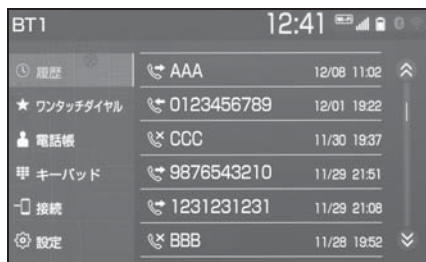 BT1 12:41 Wi-Fi
履歴 AAA 12/08 11:02
ワンタッチダイヤル 0123456789 12/01 19:22
電話帳 CCC 11/30 19:37
キーパッド 9876543210 11/29 21:51
接続 1231231231 11/29 21:08
設定 BBB 11/28 19:52